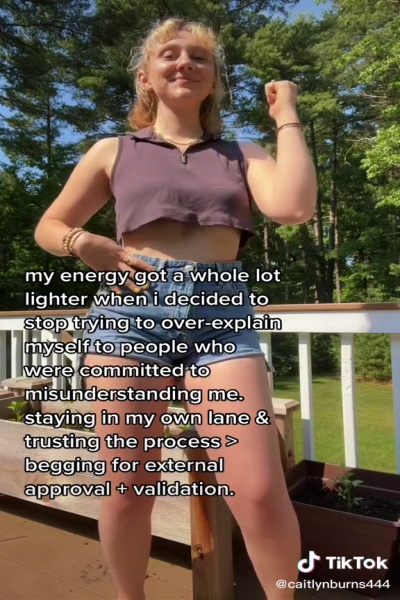 my energy got a whole lot
lighter when i decided to
stop trying to over-explain
myself to people who
were committed to
misunderstanding me.
staying in my own lane &
trusting the process >
begging for external
approval + validation.
TikTok
@caitlynburns444